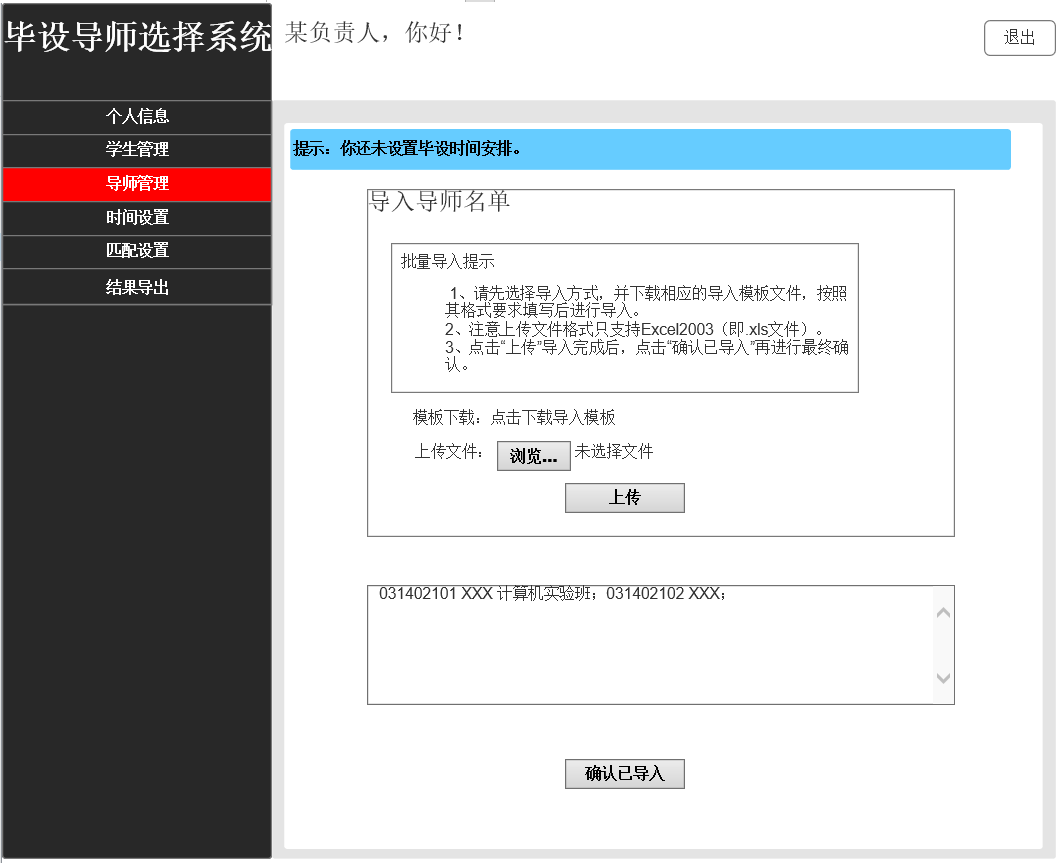 毕设导师选择系统
某负责人，你好！
退出
个人信息
学生管理
导师管理
时间设置
匹配设置
结果导出
提示：你还未设置毕设时间安排。
导入导师名单
批量导入提示
1、请先选择导入方式，并下载相应的导入模板文件，按照
其格式要求填写后进行导入。
2、注意上传文件格式只支持Excel2003（即.xls文件）。
3、点击“上传”导入完成后，点击“确认已导入”再进行最终确
认。
模板下载：点击下载导入模板
上传文件： 浏览... 未选择文件
上传
031402101 XXX 计算机实验班；031402102 XXX；
确认已导入